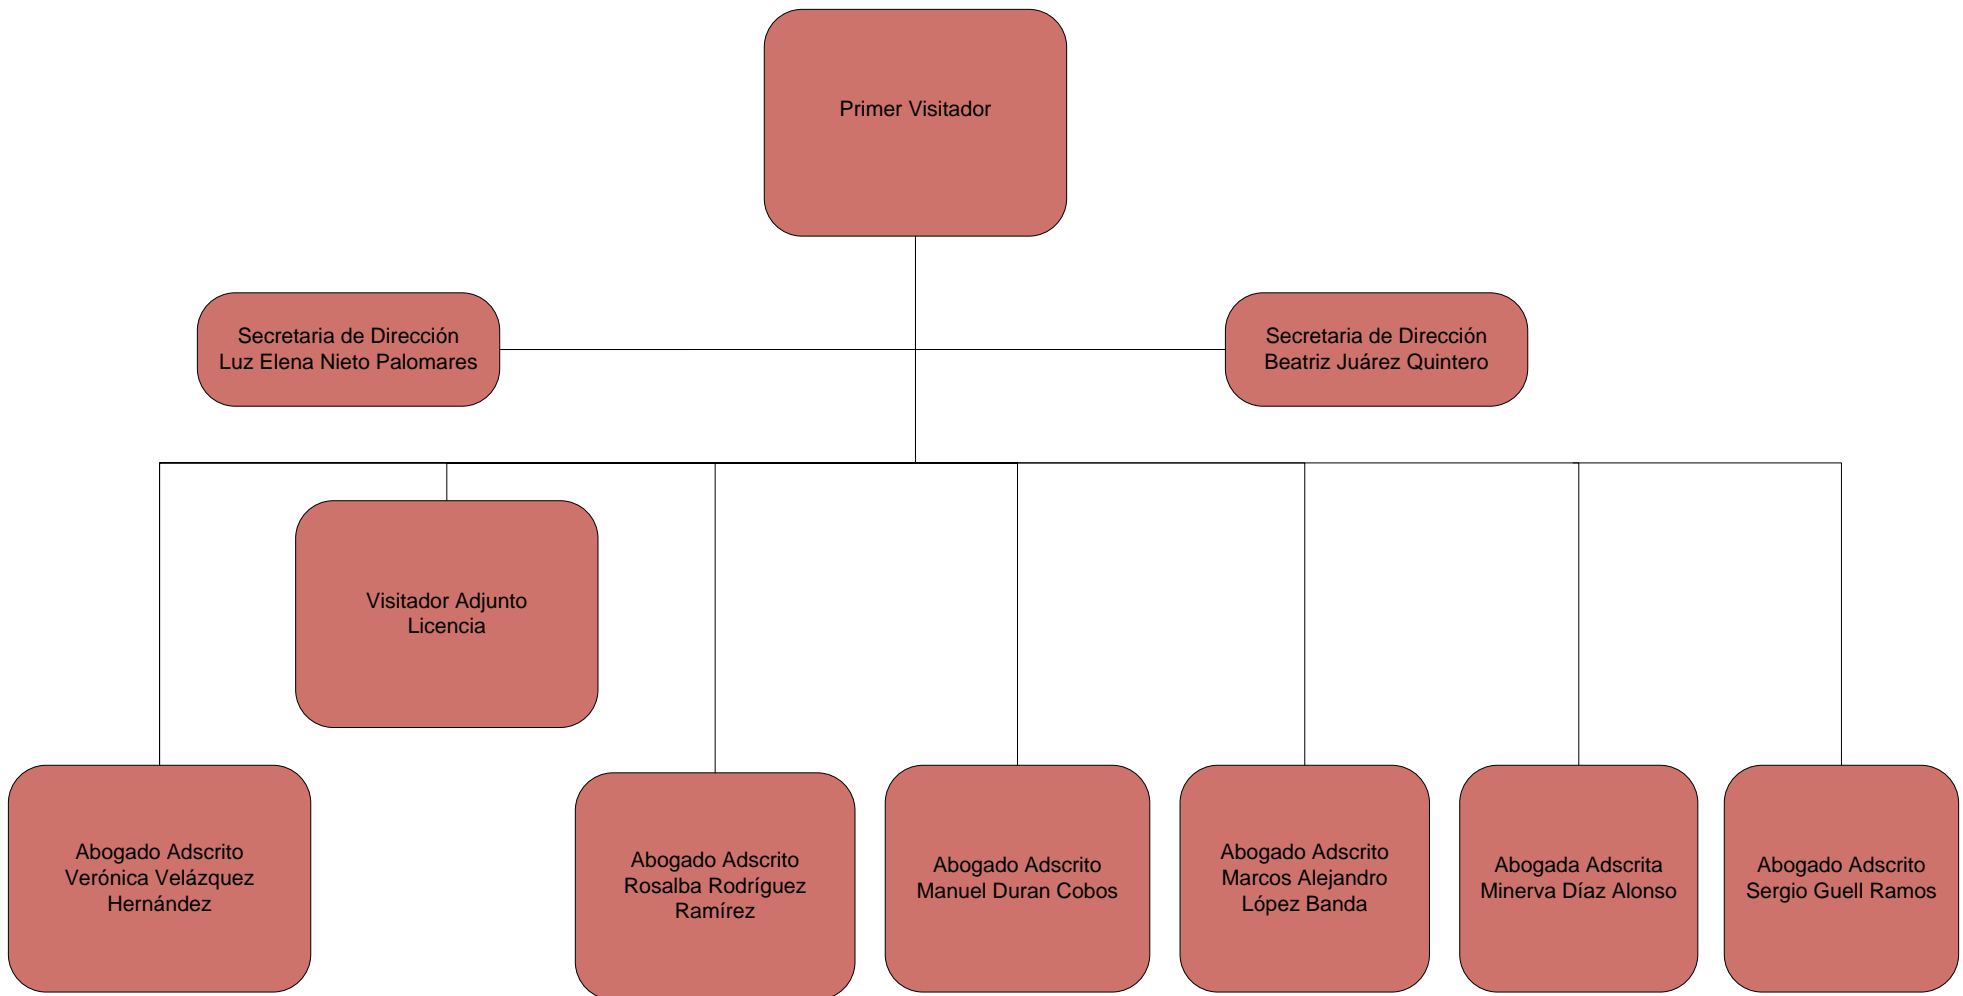 Primer Visitador
Secretaria de Dirección
Luz Elena Nieto Palomares
Secretaria de Dirección
Beatriz Juárez Quintero
Visitador Adjunto
Licencia
Abogado Adscrito
Verónica Velázquez
Hernández
Abogado Adscrito
Rosalba Rodríguez
Ramírez
Abogado Adscrito
Manuel Duran Cobos
Abogado Adscrito
Marcos Alejandro
López Banda
Abogada Adscrita
Minerva Díaz Alonso
Abogado Adscrito
Sergio Guell Ramos